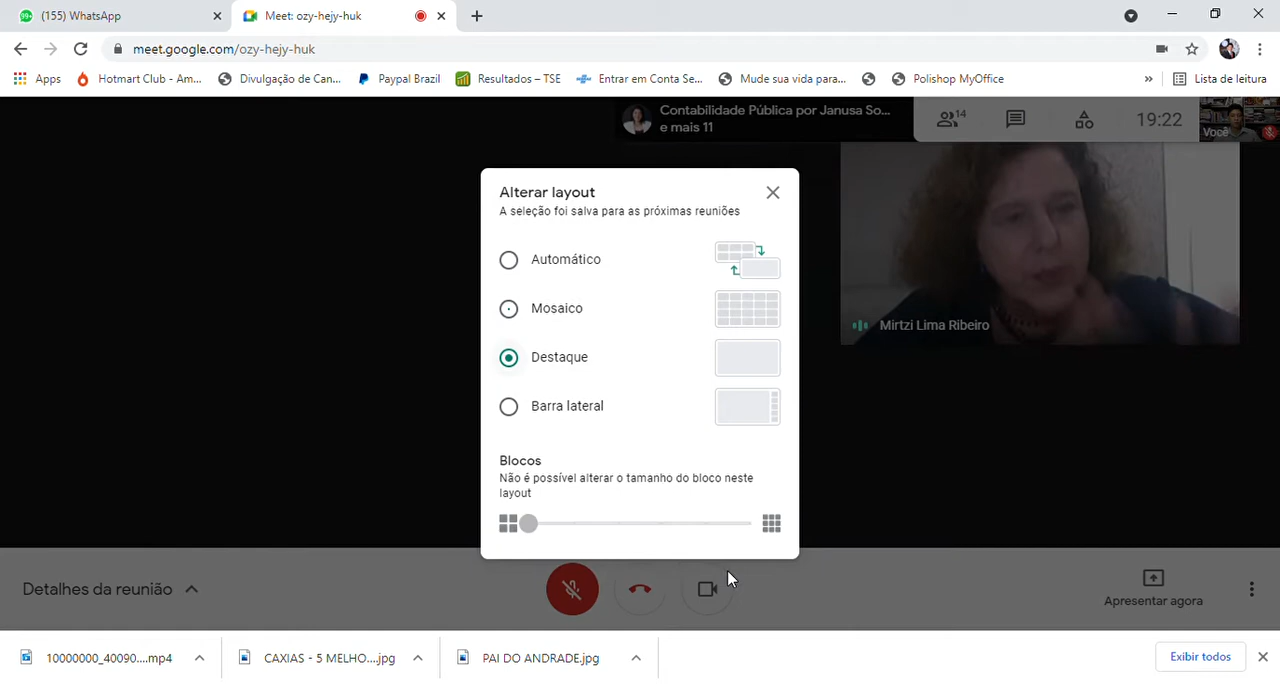 (155) WhatsApp
Meet: ozy-hejy-huk
meet.google.com/ozy-hejy-huk
Apps
Hotmart Club - Am...
Divulgação de Can...
Paypal Brazil
Resultados – TSE
Entrar em Conta Se...
Mude sua vida para...
Polishop MyOffice
»
Lista de leitura
Contabilidade Pública por Janusa So...
e mais 11
14
19:22
Você
Alterar layout
A seleção foi salva para as próximas reuniões
Automático
Mosaico
Destaque
Barra lateral
Blocos
Não é possível alterar o tamanho do bloco neste
layout
Mirtzi Lima Ribeiro
Detalhes da reunião
Apresentar agora
10000000_40090....mp4
CAXIAS - 5 MELHO....jpg
PAI DO ANDRADE.jpg
Exibir todos